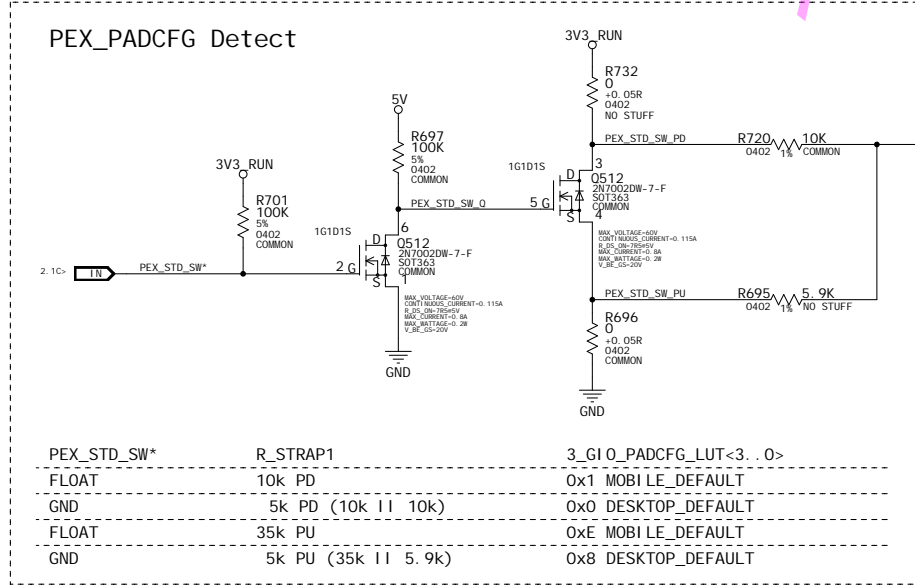 PEX_PADCFG Detect
3V3_RUN
R732
0
+0.05R
0402
NO STUFF
5V
PEX_STD_SW_PD
R720 10K
0402 1% COMMON
R697
100K
5%
0402
COMMON
3V3_RUN
1G1D1S
3
D
Q512
2N7002DW-7-F
SOT363
COMMON
5 G
S
4
R701
100K
5%
0402
COMMON
PEX_STD_SW_Q
1G1D1S
6
D
Q512
2N7002DW-7-F
SOT363
COMMON
2 G
S
1
MAX_VOLTAGE=60V
CONTINUOUS_CURRENT=0.115A
R_DS_ON=7R5@5V
MAX_CURRENT=0.8A
MAX_WATTAGE=0.2W
V_BE_GS=20V
2.1C> IN PEX_STD_SW*
MAX_VOLTAGE=60V
CONTINUOUS_CURRENT=0.115A
R_DS_ON=7R5@5V
MAX_CURRENT=0.8A
MAX_WATTAGE=0.2W
V_BE_GS=20V
PEX_STD_SW_PU
R695 5.9K
0402 1% NO STUFF
R696
0
+0.05R
0402
COMMON
GND
GND
PEX_STD_SW* R_STRAP1 3_GIO_PADCFG_LUT<3..0>
FLOAT 10k PD 0x1 MOBILE_DEFAULT
GND 5k PD (10k II 10k) 0x0 DESKTOP_DEFAULT
FLOAT 35k PU 0xE MOBILE_DEFAULT
GND 5k PU (35k II 5.9k) 0x8 DESKTOP_DEFAULT